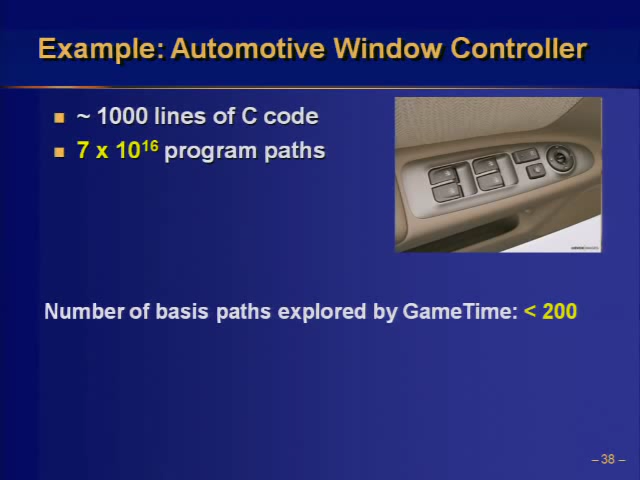 Example: Automotive Window Controller
~ 1000 lines of C code
7 x 10¹⁶ program paths
Number of basis paths explored by GameTime: < 200
– 38 –